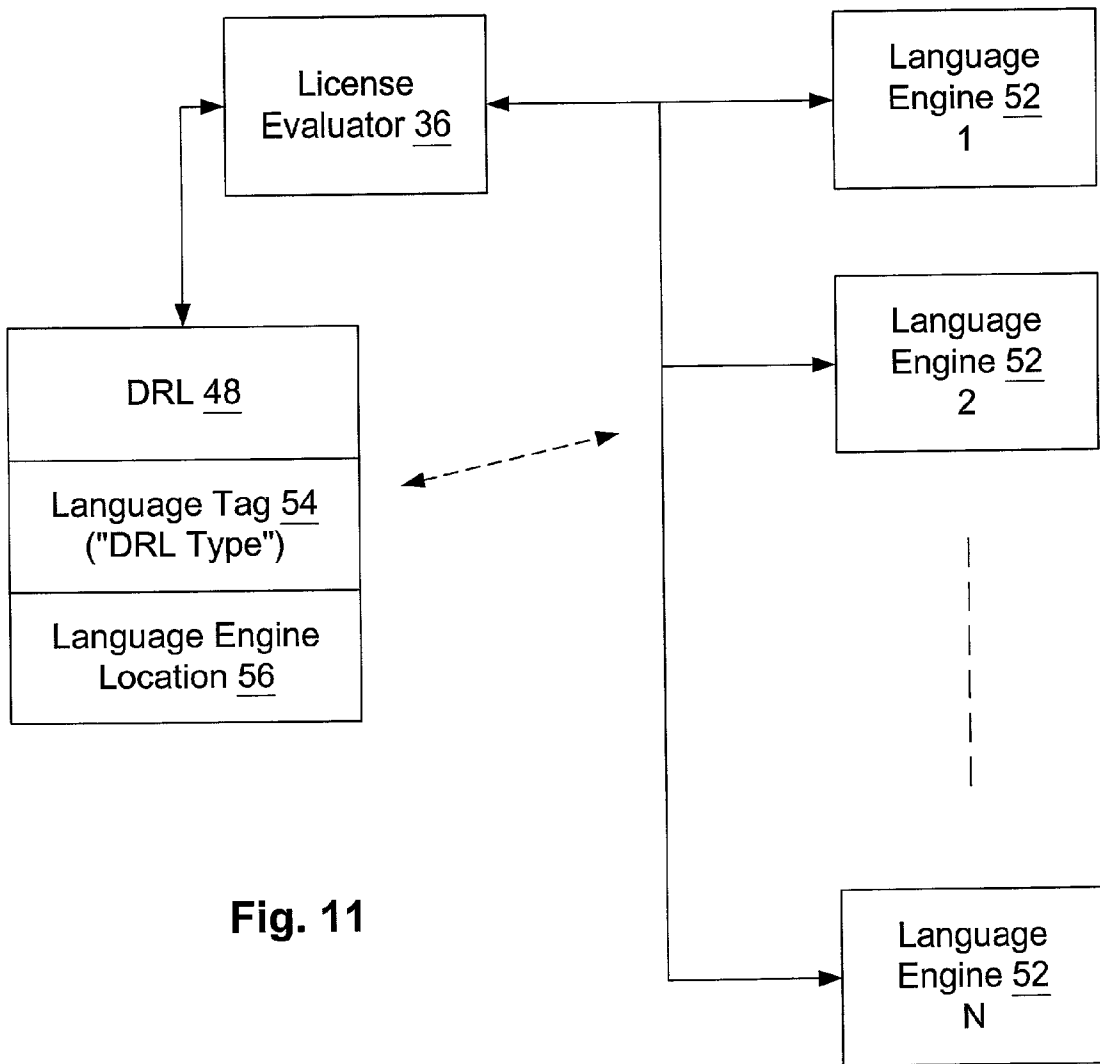 License
Evaluator 36
Language
Engine 52
1
Language
Engine 52
2
DRL 48
Language Tag 54
("DRL Type")
Language Engine
Location 56
Fig. 11
Language
Engine 52
N